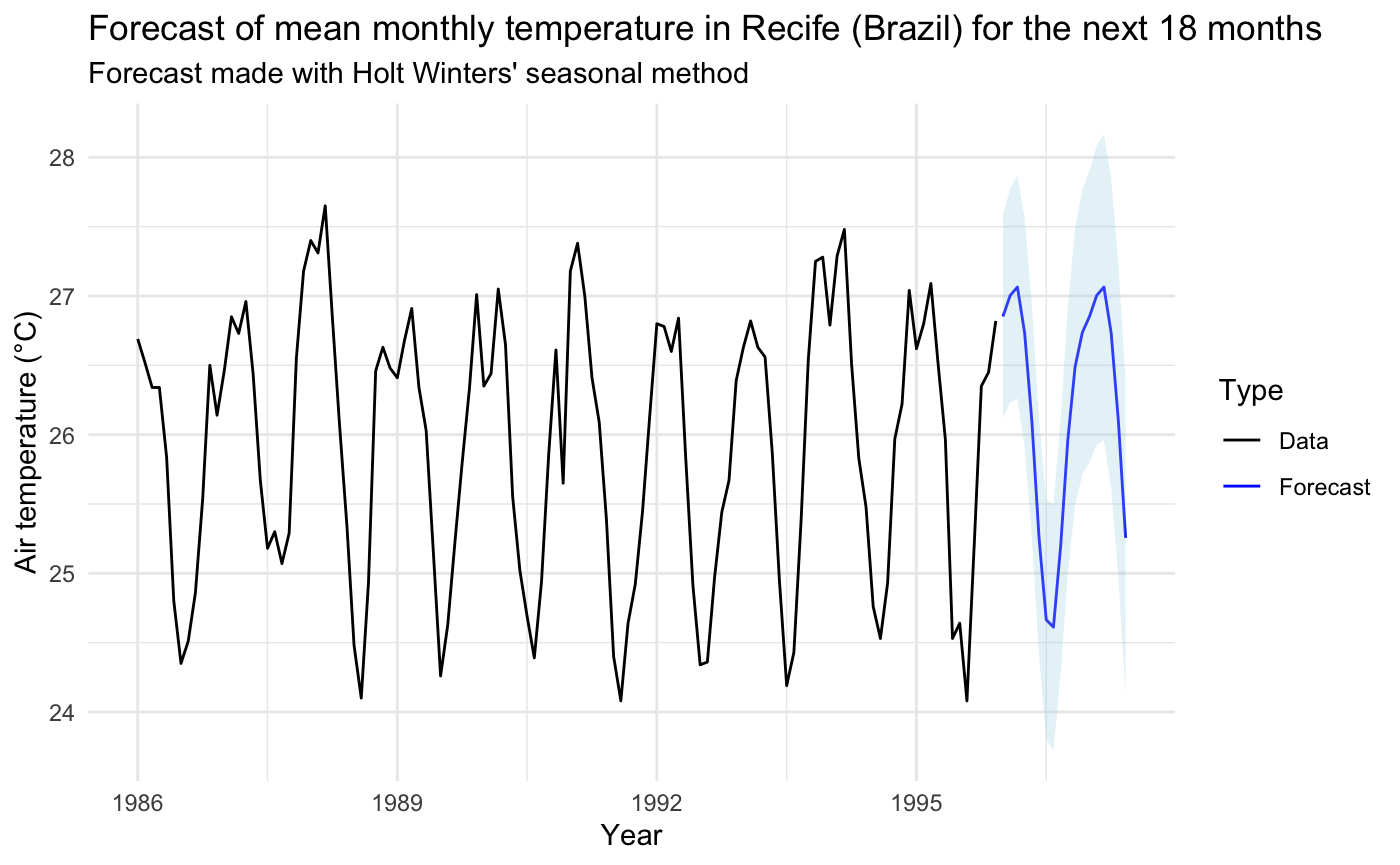 Forecast of mean monthly temperature in Recife (Brazil) for the next 18 months
Forecast made with Holt Winters' seasonal method
28
27
26
25
24
Air temperature (°C)
1986
1989
1992
1995
Year
Type
Data
Forecast